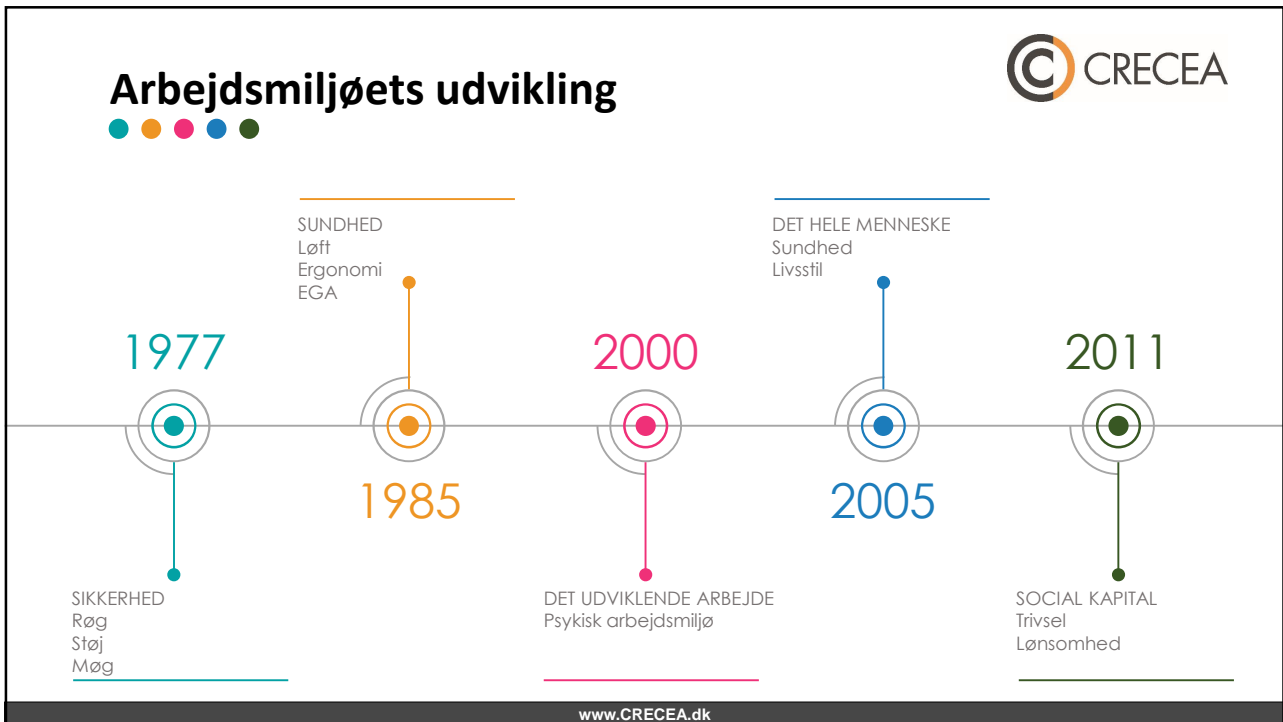 Arbejdsmiljøets udvikling
C CRECEA
SUNDHED
Løft
Ergonomi
EGA
DET HELE MENNESKE
Sundhed
Livsstil
1977
2000
2011
1985
2005
SIKKERHED
Røg
Støj
Møg
DET UDVIKLENDE ARBEJDE
Psykisk arbejdsmiljø
SOCIAL KAPITAL
Trivsel
Lønsomhed
www.CRECEA.dk